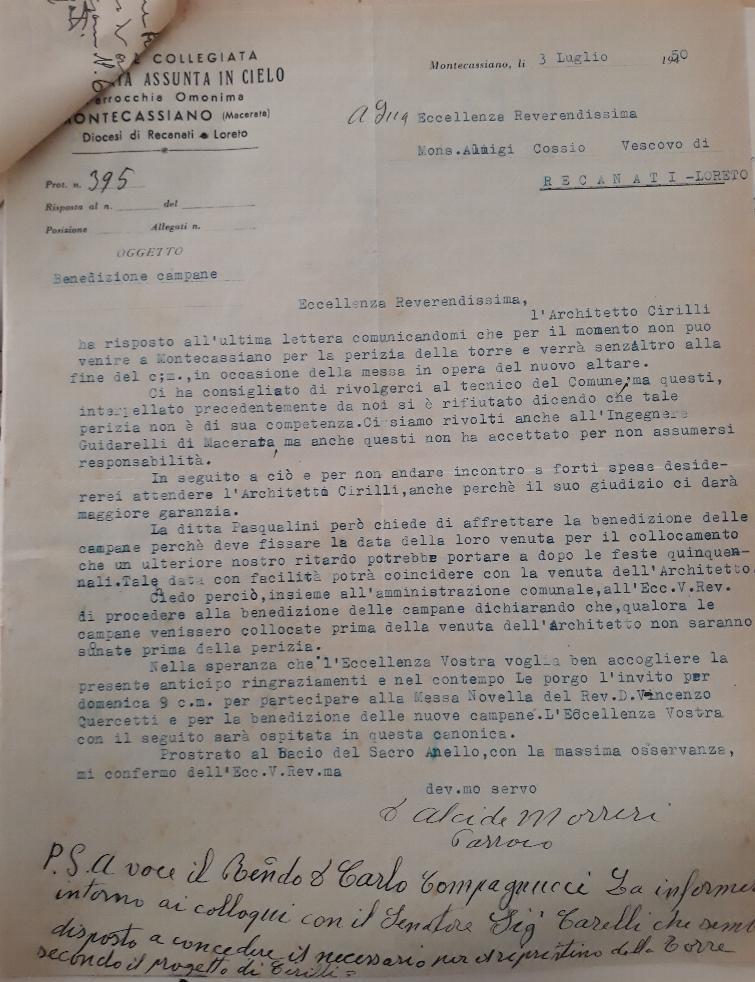 COLLEGIATA
ASSUNTA IN CIELO
arrocchia Omonima
MONTECASSIANO (Macerata)
Diocesi di Recanati e Loreto
Prot. n. 395
Risposta al n. del
Posizione Allegati n.
OGGETTO
Benedizione campane
Montecassiano, li 3 Luglio 1950
A Sua Eccellenza Reverendissima
Mons.Aluigi Cossio Vescovo di
RECANATI-LORETO
Eccellenza Reverendissima,
l'Architetto Cirilli
ha risposto all'ultima lettera comunicandomi che per il momento non puo
venire a Montecassiano per la perizia della torre e verrà senzáltro alla
fine del c;m.,in occasione della messa in opera del nuovo altare.
Ci ha consigliato di rivolgerci al tecnico del Comune,ma questi,
interpellato precedentemente da noi si è rifiutato dicendo che tale
perizia non è di sua competenza.Ci siamo rivolti anche all'Ingegnere
Guidarelli di Macerata,ma anche questi non ha accettato per non assumersi
responsabilità.
In seguito a ciò e per non andare incontro a forti spese deside-
rerei attendere l'Architetto Cirilli,anche perchè il suo giudizio ci darà
maggiore garanzia.
La ditta Pasqualini però chiede di affrettare la benedizione delle
campane perchè deve fissare la data della loro venuta per il collocamento
che un ulteriore nostro ritardo potrebbe portare a dopo le feste quinquen-
nali.Tale data con facilità potrà coincidere con la venuta dell'Architetto.
Chiedo perciò,insieme all'amministrazione comunale,all'Ecc.V.Rev.
di procedere alla benedizione delle campane dichiarando che,qualora le
campane venissero collocate prima della venuta dell'Architetto non saranno
suonate prima della perizia.
Nella speranza che l'Eccellenza Vostra voglia ben accogliere la
presente anticipo ringraziamenti e nel contempo Le porgo l'invito per
domenica 9 c.m. per partecipare alla Messa Novella del Rev.D.Vincenzo
Quercetti e per la benedizione delle nuove campane.L'Eccellenza Vostra
con il seguito sarà ospitata in questa canonica.
Prostrato al Bacio del Sacro Anello,con la massima osservanza,
mi confermo dell'Ecc.V.Rev.ma
dev.mo servo
D Alcide Morreri
Parroco
P.S. A voce il Rendo D Carlo Compagnucci La informe
intorno ai colloqui con il Senatore Sigr Carelli che semb
disposto a concedere il necessario per il ripristino della Torre
secondo il progetto di Cirilli=